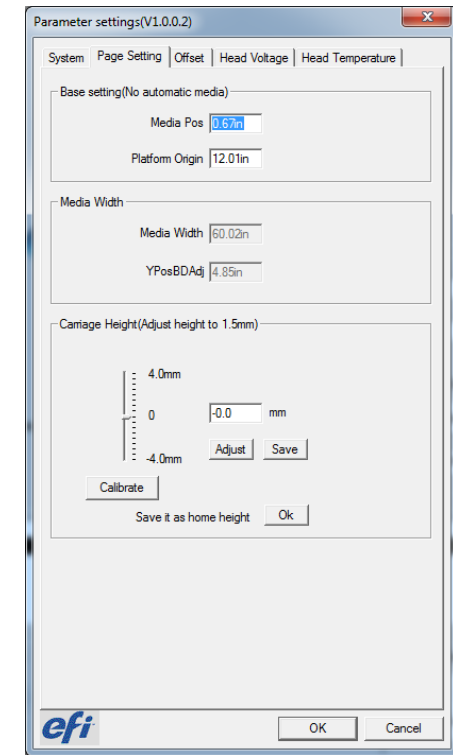 Parameter settings(V1.0.0.2)
x
System Page Setting Offset Head Voltage Head Temperature
Base setting(No automatic media)
Media Pos 0.67in
Platform Origin 12.01in
Media Width
Media Width 60.02in
YPosBDAdj 4.85in
Carriage Height(Adjust height to 1.5mm)
4.0mm
0 -0.0 mm
-4.0mm Adjust Save
Calibrate
Save it as home height Ok
efi OK Cancel